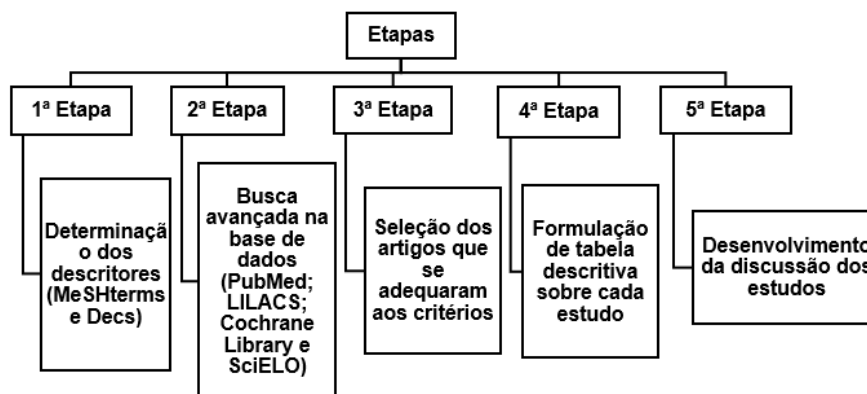 Etapas
1ª Etapa
2ª Etapa
3ª Etapa
4ª Etapa
5ª Etapa
Determinaçã
o dos
descritores
(MeSHterms
e Decs)
Busca
avançada na
base de
dados
(PubMed;
LILACS;
Cochrane
Library e
SciELO)
Seleção dos
artigos que
se
adequaram
aos critérios
Formulação
de tabela
descritiva
sobre cada
estudo
Desenvolvimento
da discussão dos
estudos